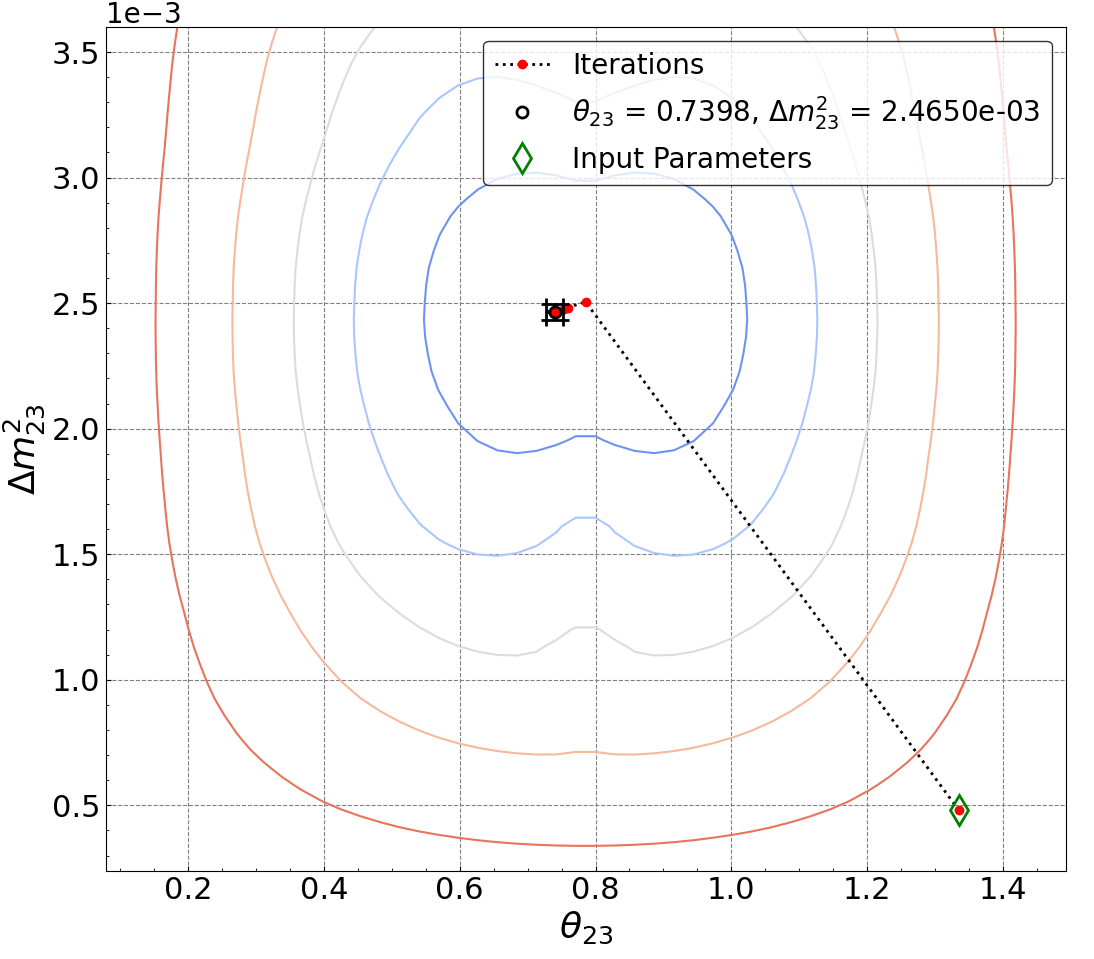 1e−3
3.5
3.0
2.5
2.0
1.5
1.0
0.5
Δm²₂₃
Iterations
θ₂₃ = 0.7398, Δm²₂₃ = 2.4650e-03
Input Parameters
0.2 0.4 0.6 0.8 1.0 1.2 1.4
θ₂₃